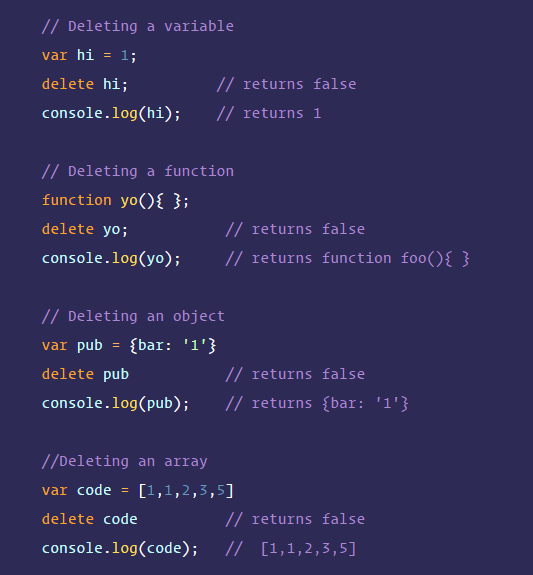 // Deleting a variable
var hi = 1;
delete hi;          // returns false
console.log(hi);    // returns 1
// Deleting a function
function yo(){ };
delete yo;           // returns false
console.log(yo);     // returns function foo(){ }
// Deleting an object
var pub = {bar: '1'}
delete pub           // returns false
console.log(pub);    // returns {bar: '1'}
//Deleting an array
var code = [1,1,2,3,5]
delete code          // returns false
console.log(code);   //  [1,1,2,3,5]